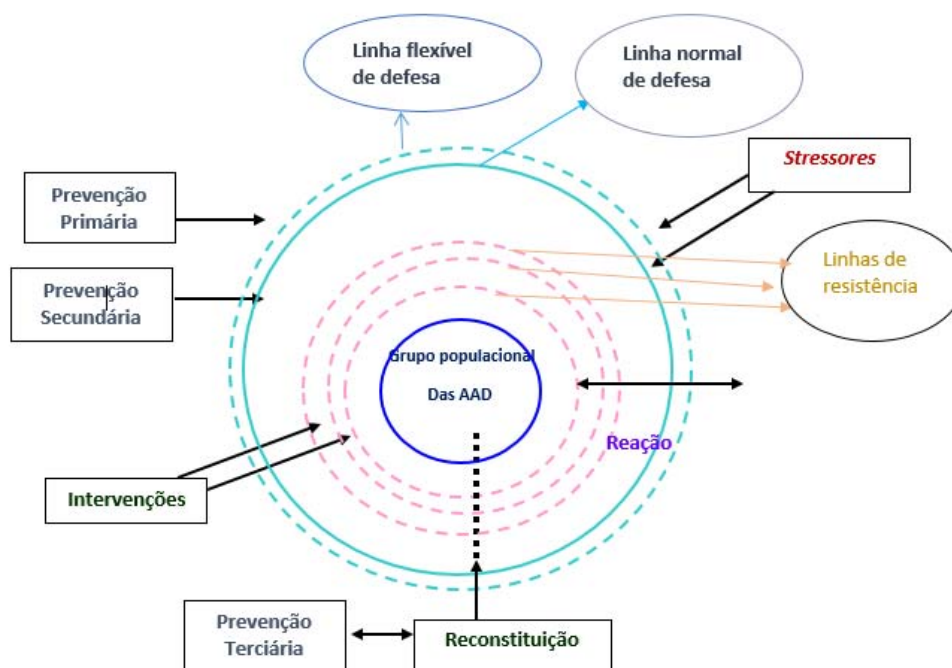 Linha flexível
de defesa
Linha normal
de defesa
Stressores
Prevenção
Primária
Linhas de
resistência
Prevenção
Secundária
Grupo populacional
Das AAD
Reação
Intervenções
Prevenção
Terciária
Reconstituição